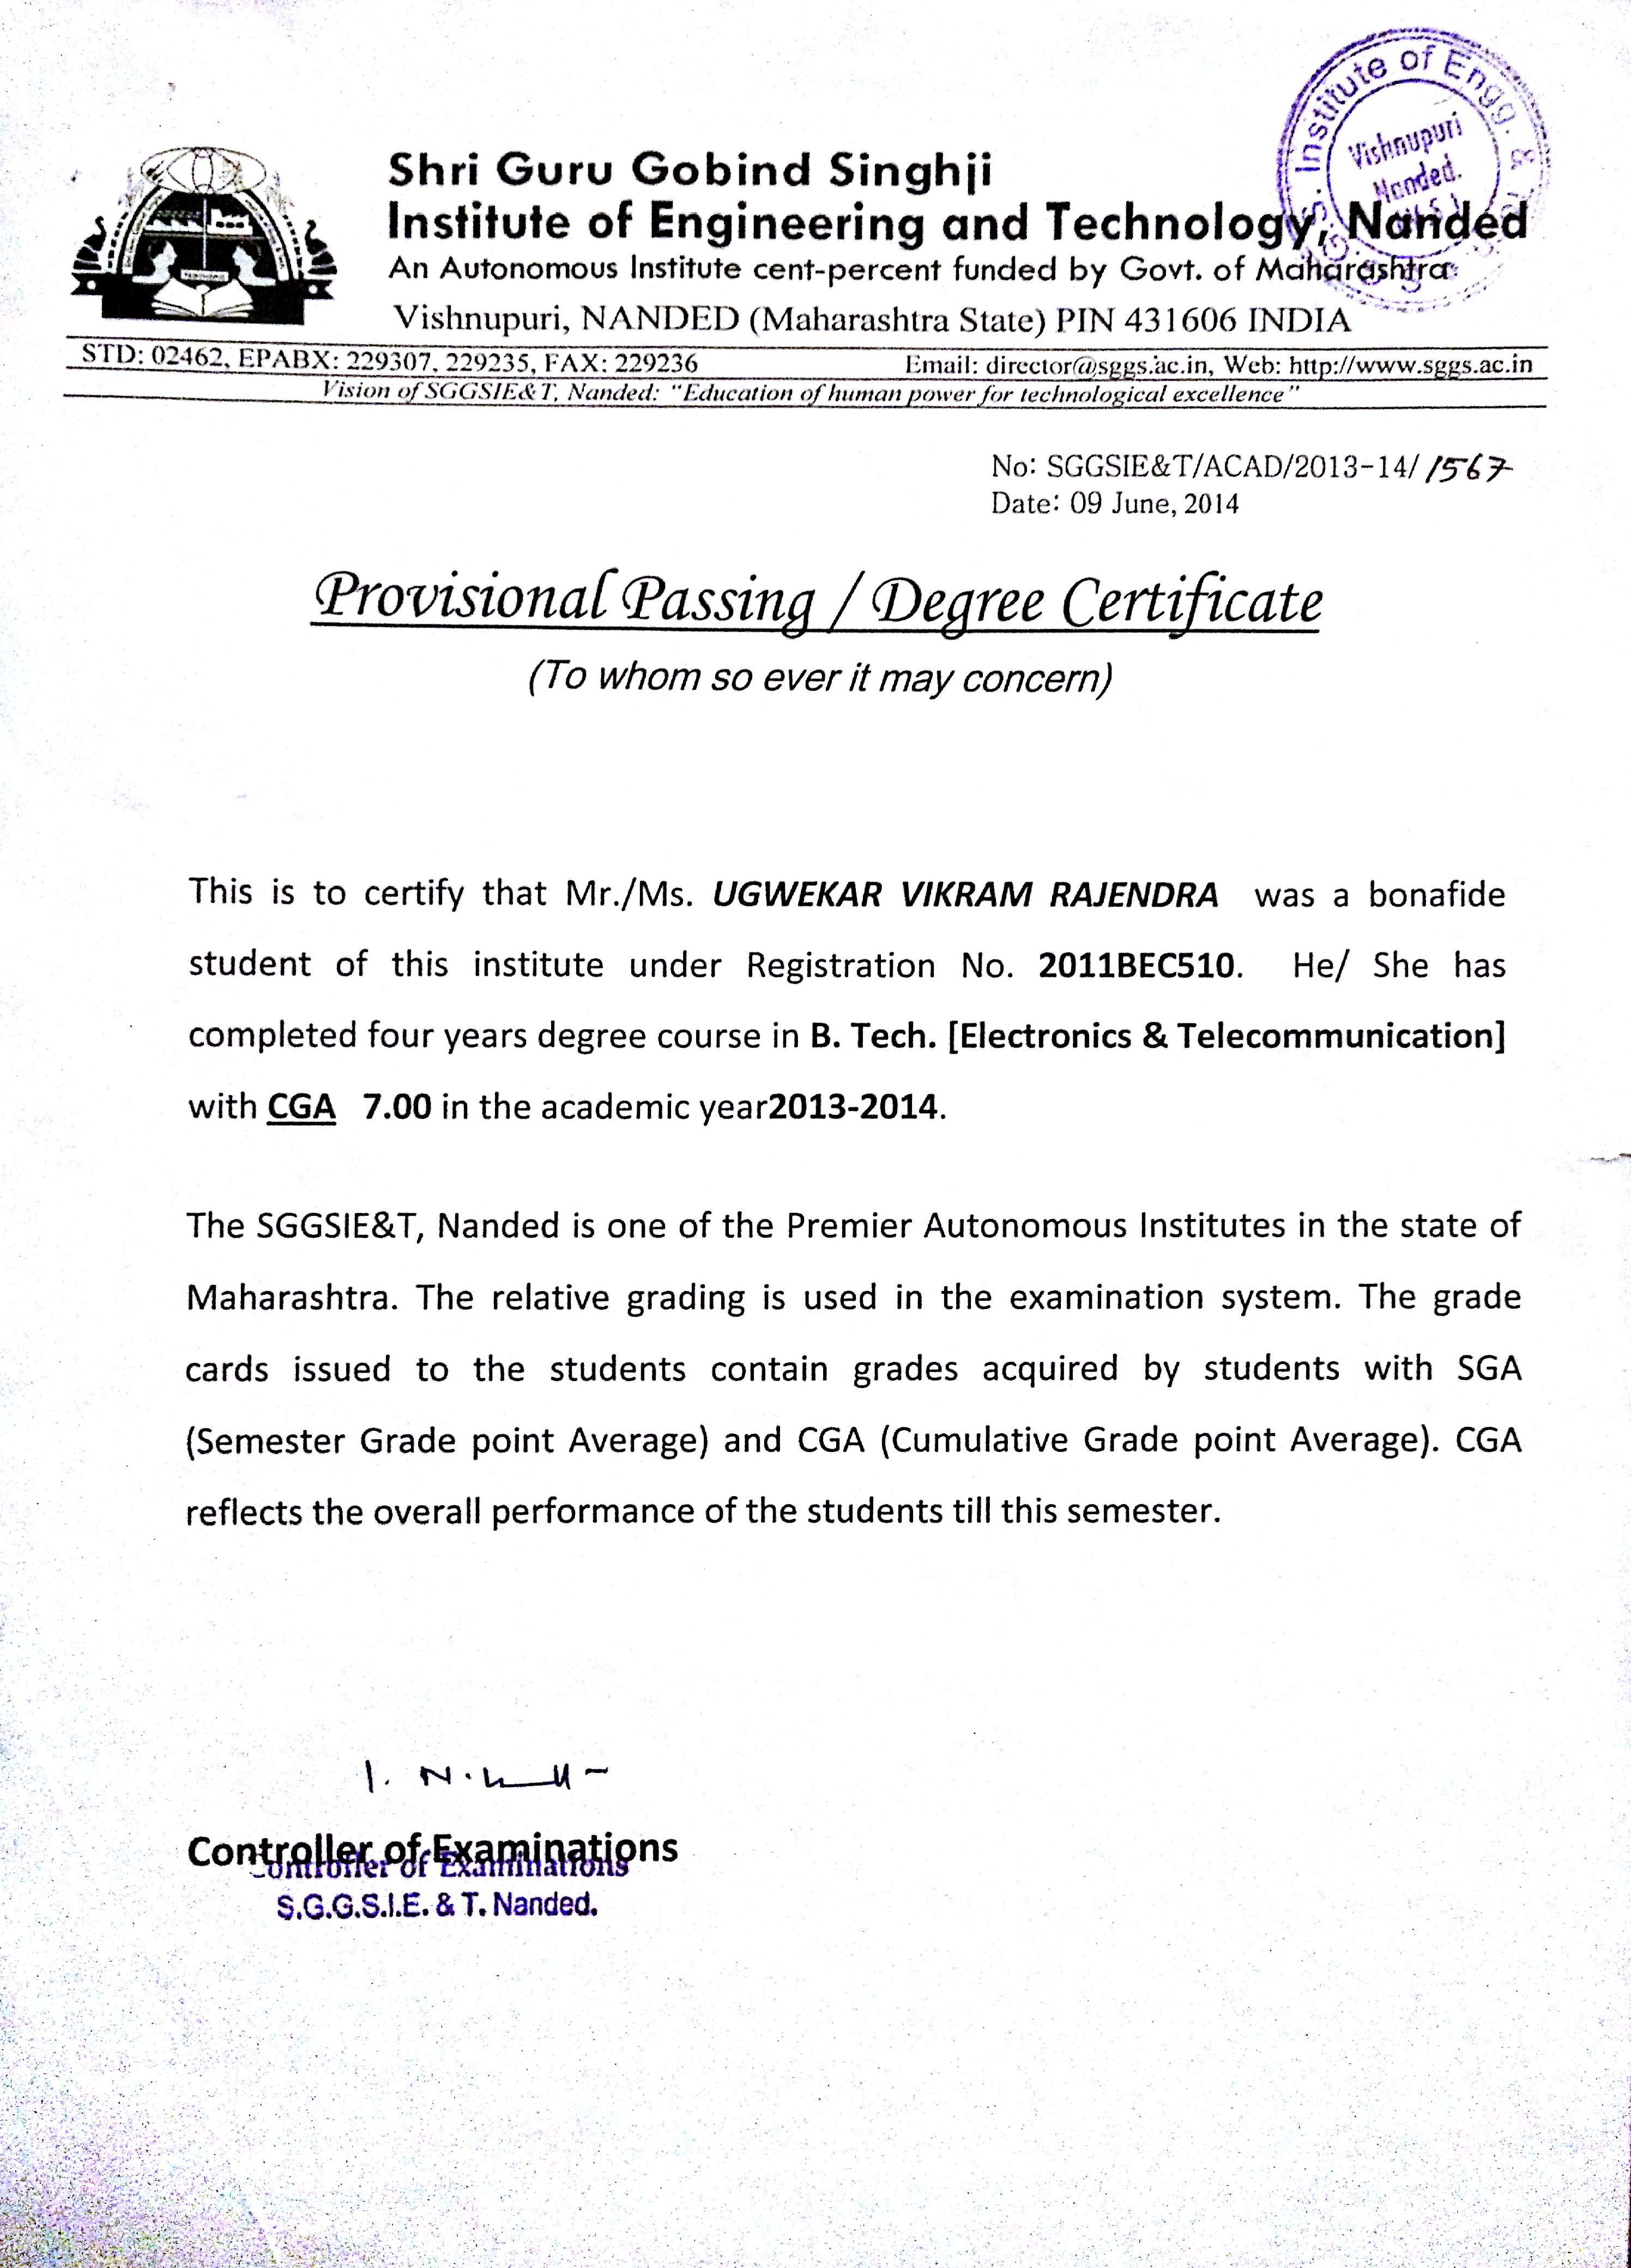 Institute of Engg. &
Vishnupuri
Nanded.
Shri Guru Gobind Singhji
Institute of Engineering and Technology, Nanded
An Autonomous Institute cent-percent funded by Govt. of Maharashtra
Vishnupuri, NANDED (Maharashtra State) PIN 431606 INDIA
STD: 02462, EPABX: 229307, 229235, FAX: 229236 Email: director@sggs.ac.in, Web: http://www.sggs.ac.in
Vision of SGGSIE&T, Nanded: "Education of human power for technological excellence"
No: SGGSIE&T/ACAD/2013-14/ 1567
Date: 09 June, 2014
Provisional Passing / Degree Certificate
(To whom so ever it may concern)
This is to certify that Mr./Ms. UGWEKAR VIKRAM RAJENDRA was a bonafide
student of this institute under Registration No. 2011BEC510. He/ She has
completed four years degree course in B. Tech. [Electronics & Telecommunication]
with CGA 7.00 in the academic year2013-2014.
The SGGSIE&T, Nanded is one of the Premier Autonomous Institutes in the state of
Maharashtra. The relative grading is used in the examination system. The grade
cards issued to the students contain grades acquired by students with SGA
(Semester Grade point Average) and CGA (Cumulative Grade point Average). CGA
reflects the overall performance of the students till this semester.
Controller of Examinations
Controller of Examinations
S.G.G.S.I.E. & T. Nanded.